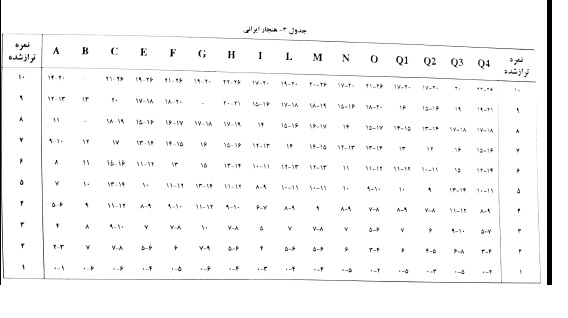 جدول ۳- هنجار ایرانی
نمره ترازشده A B C E F G H I L M N O Q1 Q2 Q3 Q4 نمره ترازشده
۱۰ ۱۴-۲۰ - ۲۱-۲۶ ۱۹-۲۶ ۲۱-۲۶ ۱۹-۲۰ ۲۲-۲۶ ۱۷-۲۰ ۱۹-۲۰ ۲۰-۲۶ ۱۷-۲۰ ۲۱-۲۶ ۱۷-۲۰ ۱۷-۲۰ ۲۰ ۲۲-۲۶ ۱۰
۹ ۱۲-۱۳ ۱۳ ۲۰ ۱۷-۱۸ ۱۸-۲۰ - ۲۰-۲۱ ۱۵-۱۶ ۱۷-۱۸ ۱۸-۱۹ ۱۵-۱۶ ۱۸-۲۰ ۱۶ ۱۵-۱۶ ۱۹ ۱۹-۲۱ ۹
۸ ۱۱ - ۱۸-۱۹ ۱۵-۱۶ ۱۶-۱۷ ۱۷-۱۸ ۱۷-۱۹ ۱۴ ۱۵-۱۶ ۱۶-۱۷ ۱۴ ۱۵-۱۷ ۱۴-۱۵ ۱۳-۱۴ ۱۷-۱۸ ۱۷-۱۸ ۸
۷ ۹-۱۰ ۱۲ ۱۷ ۱۳-۱۴ ۱۴-۱۵ ۱۶ ۱۵-۱۶ ۱۲-۱۳ ۱۴ ۱۴-۱۵ ۱۲-۱۳ ۱۳-۱۴ ۱۳ ۱۲ ۱۶ ۱۵-۱۶ ۷
۶ ۸ ۱۱ ۱۵-۱۶ ۱۱-۱۲ ۱۳ ۱۵ ۱۳-۱۴ ۱۰-۱۱ ۱۲-۱۳ ۱۲-۱۳ ۱۱ ۱۱-۱۲ ۱۱-۱۲ ۱۰-۱۱ ۱۵ ۱۲-۱۴ ۶
۵ ۷ ۱۰ ۱۳-۱۴ ۱۰ ۱۱-۱۲ ۱۳-۱۴ ۱۱-۱۲ ۸-۹ ۱۰-۱۱ ۱۰-۱۱ ۱۰ ۹-۱۰ ۱۰ ۹ ۱۳-۱۴ ۱۰-۱۱ ۵
۴ ۵-۶ ۹ ۱۱-۱۲ ۸-۹ ۹-۱۰ ۱۱-۱۲ ۹-۱۰ ۶-۷ ۸-۹ ۹ ۸-۹ ۷-۸ ۸-۹ ۷-۸ ۱۱-۱۲ ۸-۹ ۴
۳ ۴ ۸ ۹-۱۰ ۷ ۷-۸ ۱۰ ۷-۸ ۵ ۷ ۷-۸ ۷ ۵-۶ ۷ ۶ ۹-۱۰ ۵-۷ ۳
۲ ۲-۳ ۷ ۷-۸ ۵-۶ ۶ ۷-۹ ۵-۶ ۴ ۵-۶ ۵-۶ ۶ ۳-۴ ۶ ۴-۵ ۶-۸ ۳-۴ ۲
۱ ۰-۱ ۰-۶ ۰-۶ ۰-۴ ۰-۵ ۰-۶ ۰-۴ ۰-۳ ۰-۴ ۰-۴ ۰-۵ ۰-۲ ۰-۵ ۰-۳ ۰-۵ ۰-۲ ۱